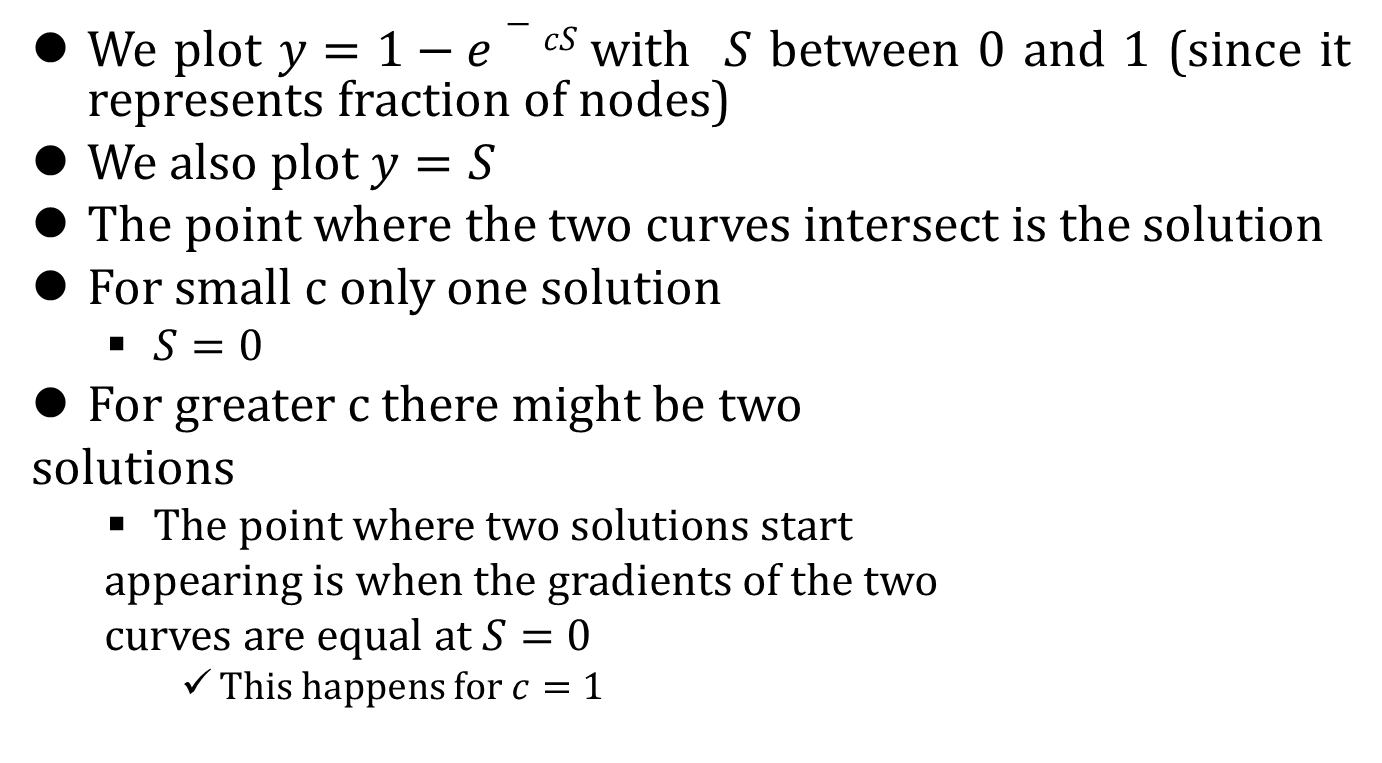 ● We plot y = 1 − e⁻ᶜˢ with S between 0 and 1 (since it
represents fraction of nodes)
● We also plot y = S
● The point where the two curves intersect is the solution
● For small c only one solution
▪ S = 0
● For greater c there might be two
solutions
▪ The point where two solutions start
appearing is when the gradients of the two
curves are equal at S = 0
✓ This happens for c = 1